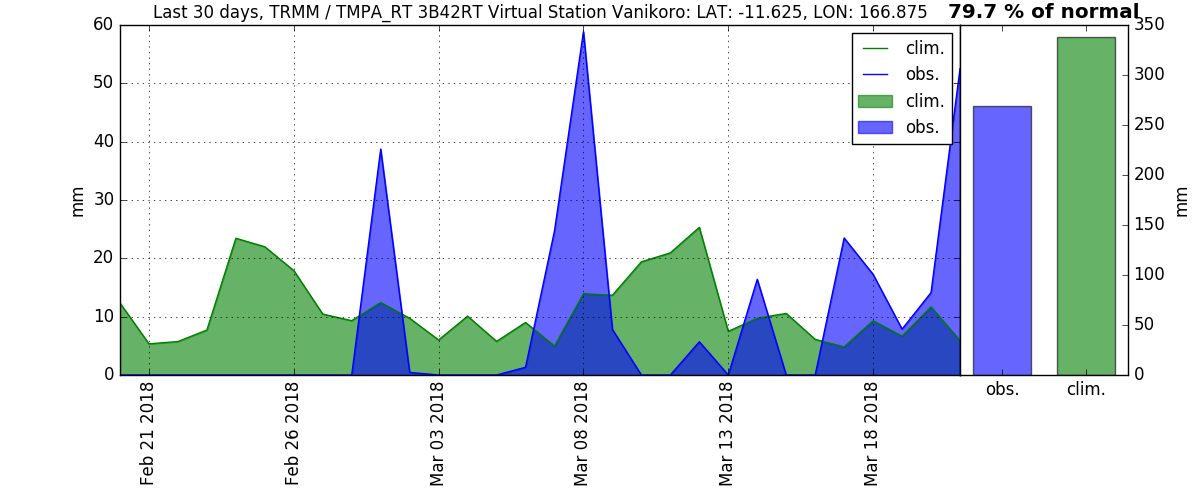 Last 30 days, TRMM / TMPA_RT 3B42RT Virtual Station Vanikoro: LAT: -11.625, LON: 166.875
79.7 % of normal
60
50
40
30
20
10
0
mm
clim.
obs.
clim.
obs.
350
300
250
200
150
100
50
0
mm
Feb 21 2018
Feb 26 2018
Mar 03 2018
Mar 08 2018
Mar 13 2018
Mar 18 2018
obs.
clim.